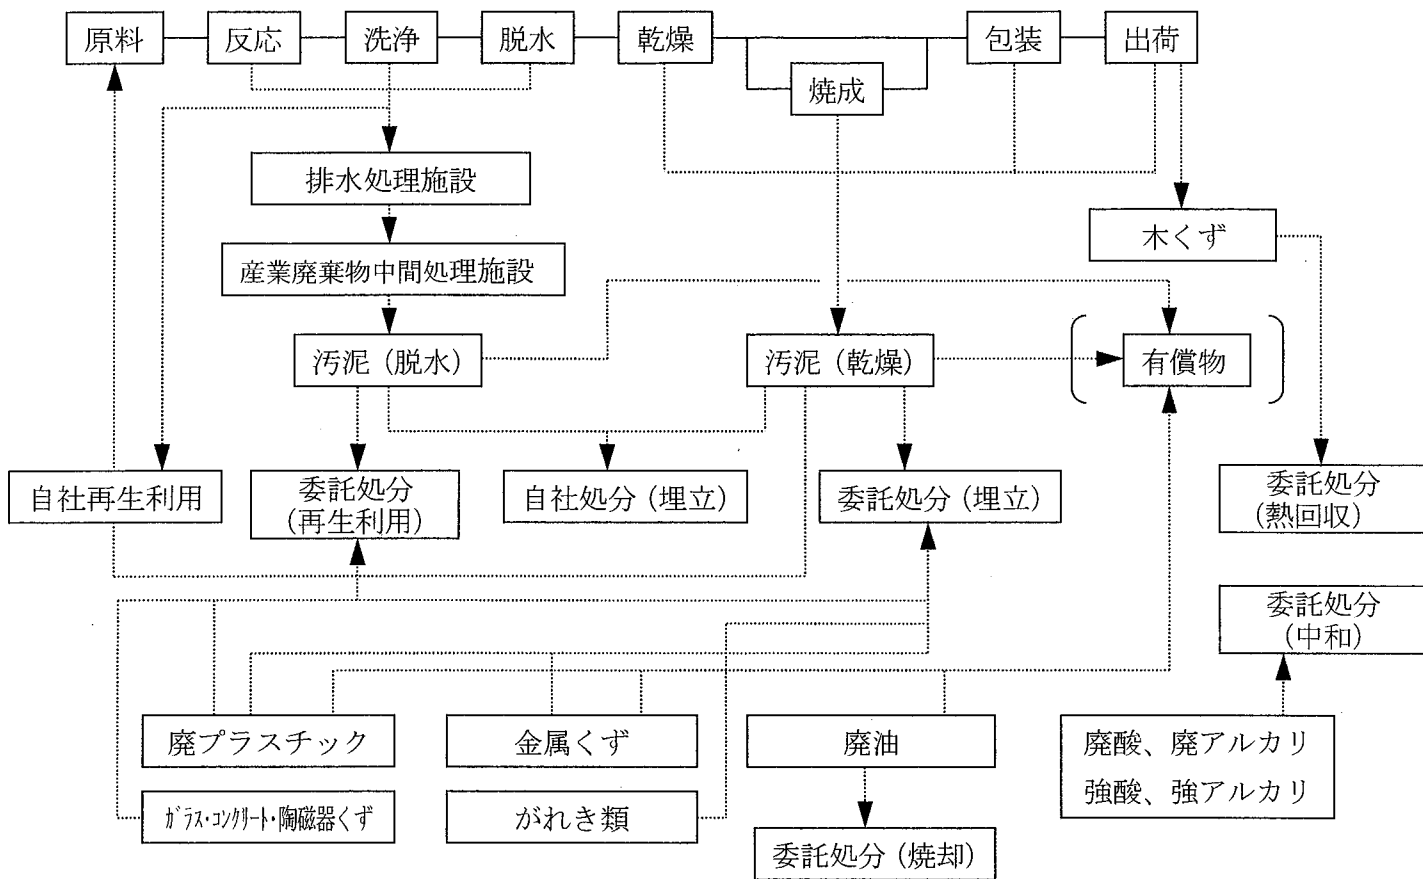 原料
反応
洗浄
脱水
乾燥
包装
出荷
焼成
排水処理施設
木くず
産業廃棄物中間処理施設
汚泥（脱水）
汚泥（乾燥）
有償物
自社再生利用
委託処分
（再生利用）
自社処分（埋立）
委託処分（埋立）
委託処分
（熱回収）
委託処分
（中和）
廃プラスチック
金属くず
廃油
廃酸、廃アルカリ
強酸、強アルカリ
ｶﾞﾗｽ・ｺﾝｸﾘｰﾄ・陶磁器くず
がれき類
委託処分（焼却）